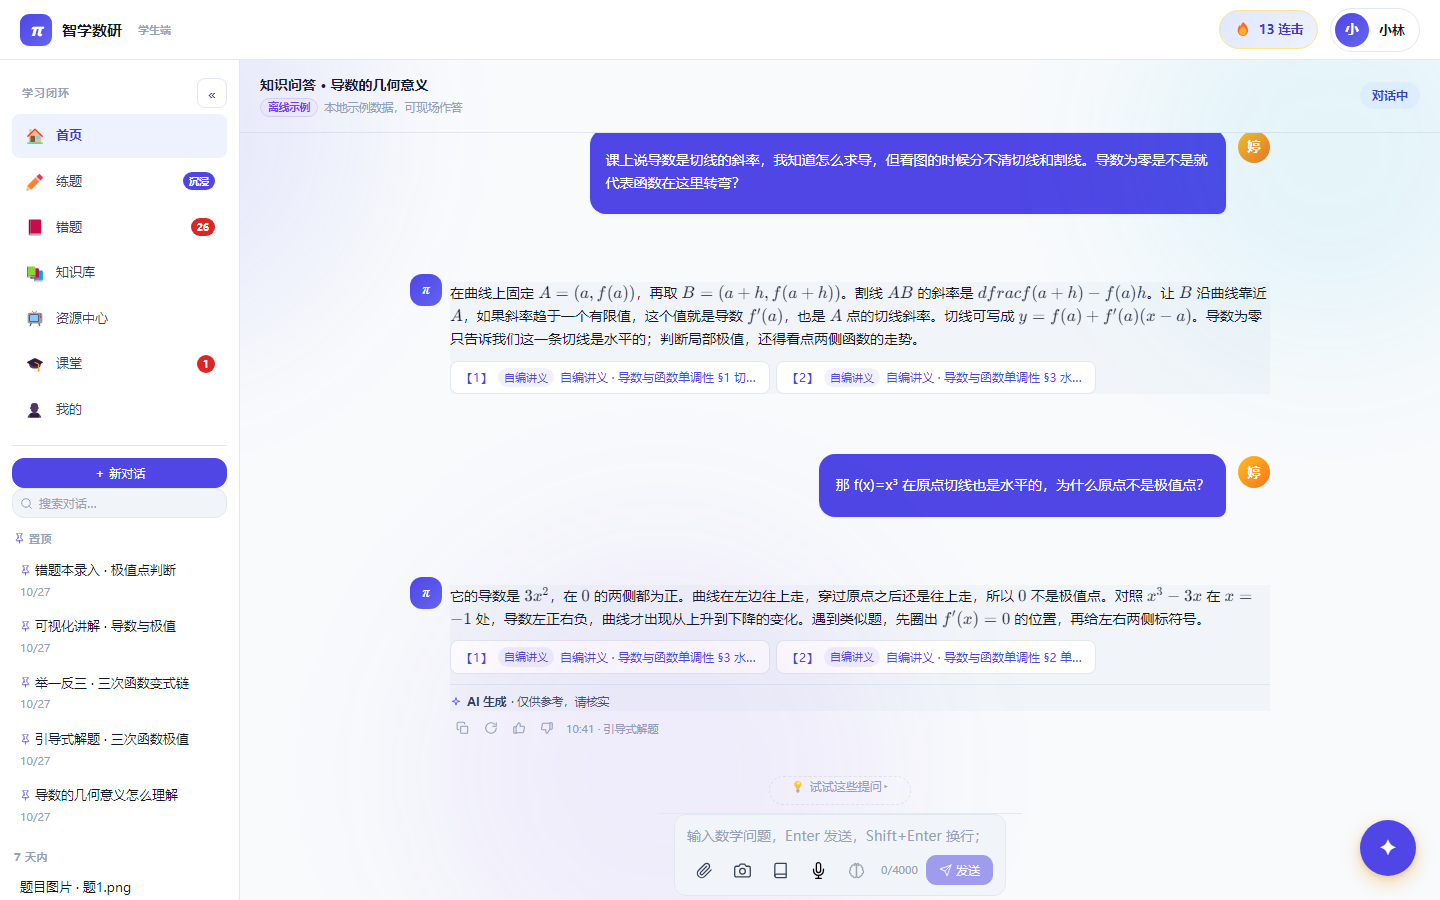 π 智学数研 学生端
13 连击
小 小林
学习闭环 «
首页
练题 沉浸
错题 26
知识库
资源中心
课堂 1
我的
+ 新对话
搜索对话...
置顶
错题本录入 · 极值点判断
10/27
可视化讲解 · 导数与极值
10/27
举一反三 · 三次函数变式链
10/27
引导式解题 · 三次函数极值
10/27
导数的几何意义怎么理解
10/27
7 天内
题目图片 · 题1.png
知识问答 • 导数的几何意义
离线示例 本地示例数据，可现场作答
对话中
课上说导数是切线的斜率，我知道怎么求导，但看图的时候分不清切线和割线。导数为零是不是就
代表函数在这里转弯？
婷
π
在曲线上固定 A = (a, f(a))，再取 B = (a + h, f(a + h))。割线 AB 的斜率是 dfracf(a + h) − f(a)h。让 B 沿曲线靠近
A，如果斜率趋于一个有限值，这个值就是导数 f′(a)，也是 A 点的切线斜率。切线可写成 y = f(a) + f′(a)(x − a)。导数为零
只告诉我们这一条切线是水平的；判断局部极值，还得看点两侧函数的走势。
【1】 自编讲义 自编讲义 · 导数与函数单调性 §1 切...
【2】 自编讲义 自编讲义 · 导数与函数单调性 §3 水...
那 f(x)=x³ 在原点切线也是水平的，为什么原点不是极值点？
婷
π
它的导数是 3x²，在 0 的两侧都为正。曲线在左边往上走，穿过原点之后还是往上走，所以 0 不是极值点。对照 x³ − 3x 在 x =
−1 处，导数左正右负，曲线才出现从上升到下降的变化。遇到类似题，先圈出 f′(x) = 0 的位置，再给左右两侧标符号。
【1】 自编讲义 自编讲义 · 导数与函数单调性 §3 水...
【2】 自编讲义 自编讲义 · 导数与函数单调性 §2 单...
AI 生成 · 仅供参考，请核实
10:41 · 引导式解题
试试这些提问
输入数学问题，Enter 发送，Shift+Enter 换行；
0/4000 发送